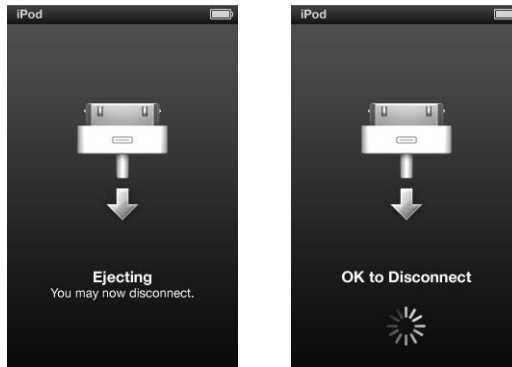 iPod
Ejecting
You may now disconnect.
iPod
OK to Disconnect